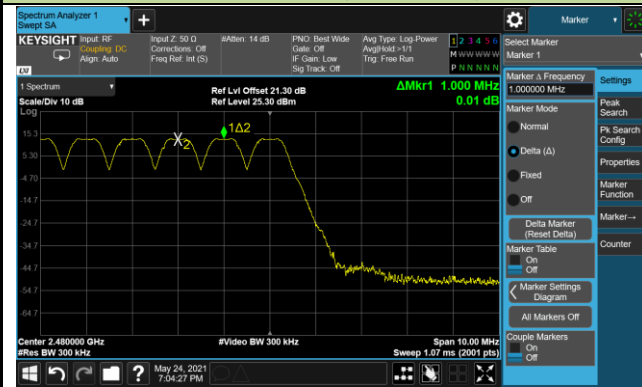 Spectrum Analyzer 1
Swept SA
+
Marker
KEYSIGHT
Input: RF
Coupling: DC
Align: Auto
Input Z: 50 Ω
Corrections: Off
Freq Ref: Int (S)
#Atten: 14 dB
PNO: Best Wide
Gate: Off
IF Gain: Low
Sig Track: Off
Avg Type: Log-Power
Avg|Hold:>1/1
Trig: Free Run
1 2 3 4 5 6
M W W W W W
P N N N N N
LXI
Select Marker
Marker 1
1 Spectrum
Scale/Div 10 dB
Log
Ref Lvl Offset 21.30 dB
Ref Level 25.30 dBm
ΔMkr1 1.000 MHz
0.01 dB
15.3
5.30
-4.70
-14.7
-24.7
-34.7
-44.7
-54.7
-64.7
2
1Δ2
Center 2.480000 GHz
#Res BW 300 kHz
#Video BW 300 kHz
Span 10.00 MHz
Sweep 1.07 ms (2001 pts)
Marker Δ Frequency
1.000000 MHz
Marker Mode
Normal
Delta (Δ)
Fixed
Off
Delta Marker
(Reset Delta)
Marker Table
On
Off
Marker Settings
Diagram
All Markers Off
Couple Markers
On
Off
Settings
Peak
Search
Pk Search
Config
Properties
Marker
Function
Marker→
Counter
?
May 24, 2021
7:04:27 PM